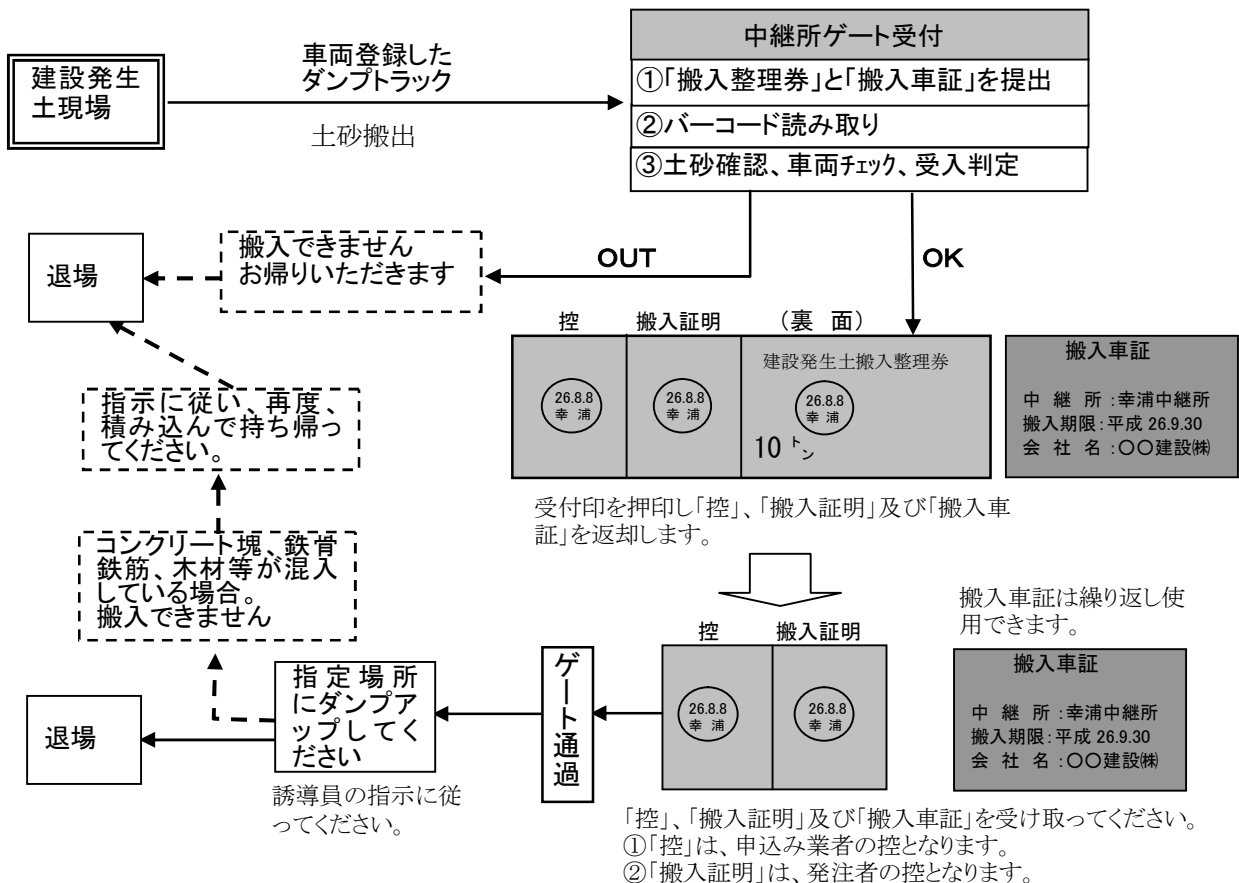 建設発生
土現場
車両登録した
ダンプトラック
土砂搬出
中継所ゲート受付
①「搬入整理券」と「搬入車証」を提出
②バーコード読み取り
③土砂確認、車両チェック、受入判定
退場
搬入できません
お帰りいただきます
OUT
OK
控
搬入証明
(裏 面)
26.8.8
幸 浦
26.8.8
幸 浦
建設発生土搬入整理券
26.8.8
幸 浦
10 トン
搬入車証
中 継 所 :幸浦中継所
搬入期限:平成 26.9.30
会 社 名 :〇〇建設㈱
受付印を押印し「控」、「搬入証明」及び「搬入車
証」を返却します。
指示に従い、再度、
積み込んで持ち帰っ
てください。
コンクリート塊、鉄骨
鉄筋、木材等が混入
している場合。
搬入できません
搬入車証は繰り返し使
用できます。
控
搬入証明
26.8.8
幸 浦
26.8.8
幸 浦
搬入車証
中 継 所 :幸浦中継所
搬入期限:平成 26.9.30
会 社 名 :〇〇建設㈱
ゲート通過
指定場所
にダンプア
ップしてく
ださい
退場
誘導員の指示に従
ってください。
「控」、「搬入証明」及び「搬入車証」を受け取ってください。
①「控」は、申込み業者の控となります。
②「搬入証明」は、発注者の控となります。